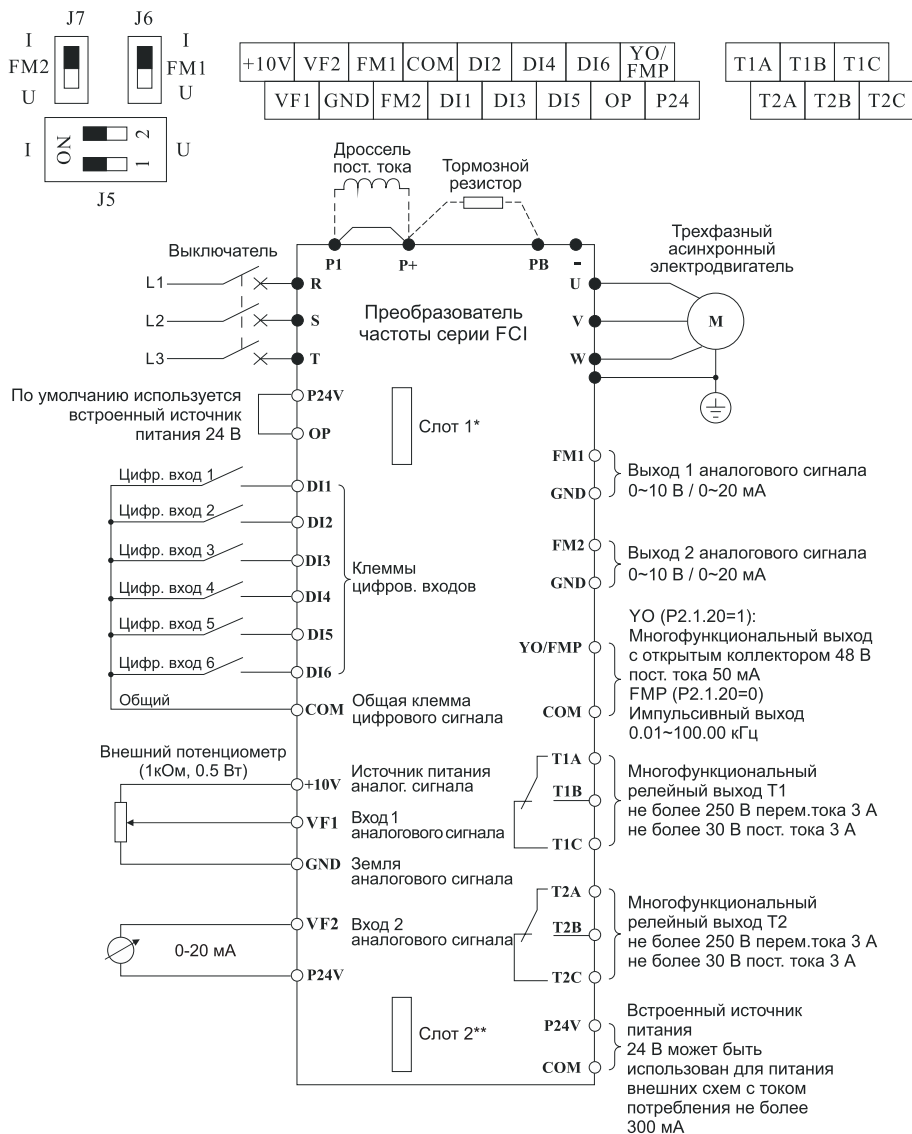 J7
J6
I
FM2
U
I
FM1
U
I
ON
2
1
U
J5
+10V VF2 FM1 COM DI2 DI4 DI6 YO/FMP
VF1 GND FM2 DI1 DI3 DI5 OP P24
T1A T1B T1C
T2A T2B T2C
Дроссель
пост. тока
Тормозной
резистор
Выключатель
P1
P+
PB
-
Трехфазный
асинхронный
электродвигатель
L1
R
U
L2
S
V
M
L3
T
W
Преобразователь
частоты серии FCI
По умолчанию используется
встроенный источник
питания 24 В
P24V
OP
Слот 1*
Цифр. вход 1
DI1
Цифр. вход 2
DI2
Цифр. вход 3
DI3
Цифр. вход 4
DI4
Цифр. вход 5
DI5
Цифр. вход 6
DI6
Клеммы
цифров. входов
Общий
COM
Общая клемма
цифрового сигнала
Внешний потенциометр
(1кОм, 0.5 Вт)
+10V
Источник питания
аналог. сигнала
VF1
Вход 1
аналогового сигнала
GND
Земля
аналогового сигнала
VF2
Вход 2
аналогового сигнала
0-20 мА
P24V
Слот 2**
FM1
GND
Выход 1 аналогового сигнала
0~10 В / 0~20 мА
FM2
GND
Выход 2 аналогового сигнала
0~10 В / 0~20 мА
YO/FMP
COM
YO (P2.1.20=1):
Многофункциональный выход
с открытым коллектором 48 В
пост. тока 50 мА
FMP (P2.1.20=0)
Импульсивный выход
0.01~100.00 кГц
T1A
T1B
T1C
Многофункциональный
релейный выход Т1
не более 250 В перем.тока 3 А
не более 30 В пост. тока 3 А
T2A
T2B
T2C
Многофункциональный
релейный выход Т2
не более 250 В перем.тока 3 А
не более 30 В пост. тока 3 А
P24V
COM
Встроенный источник
питания
24 В может быть
использован для питания
внешних схем с током
потребления не более
300 мА